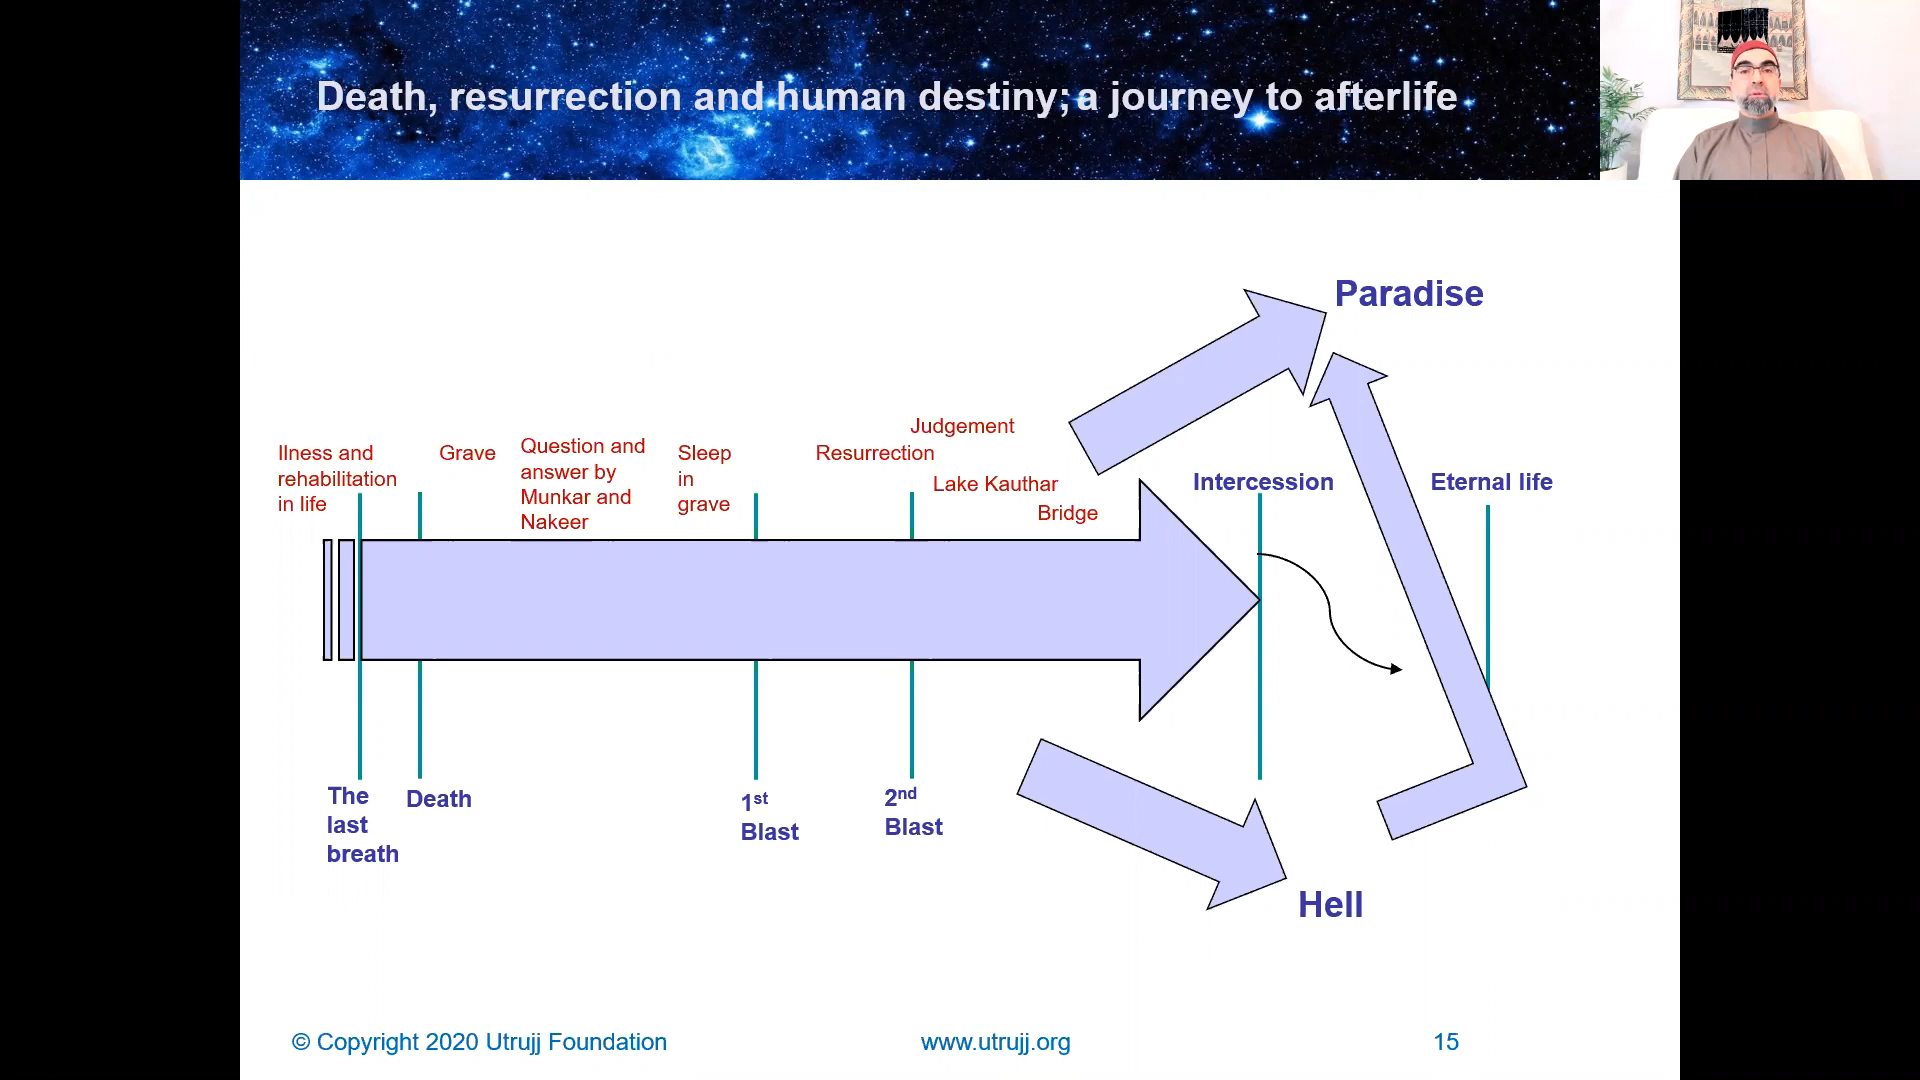 Death, resurrection and human destiny; a journey to afterlife
Paradise
Judgement
Ilness and
rehabilitation
in life
Grave
Question and
answer by
Munkar and
Nakeer
Sleep
in
grave
Resurrection
Lake Kauthar
Bridge
Intercession
Eternal life
The
last
breath
Death
1st
Blast
2nd
Blast
Hell
© Copyright 2020 Utrujj Foundation
www.utrujj.org
15